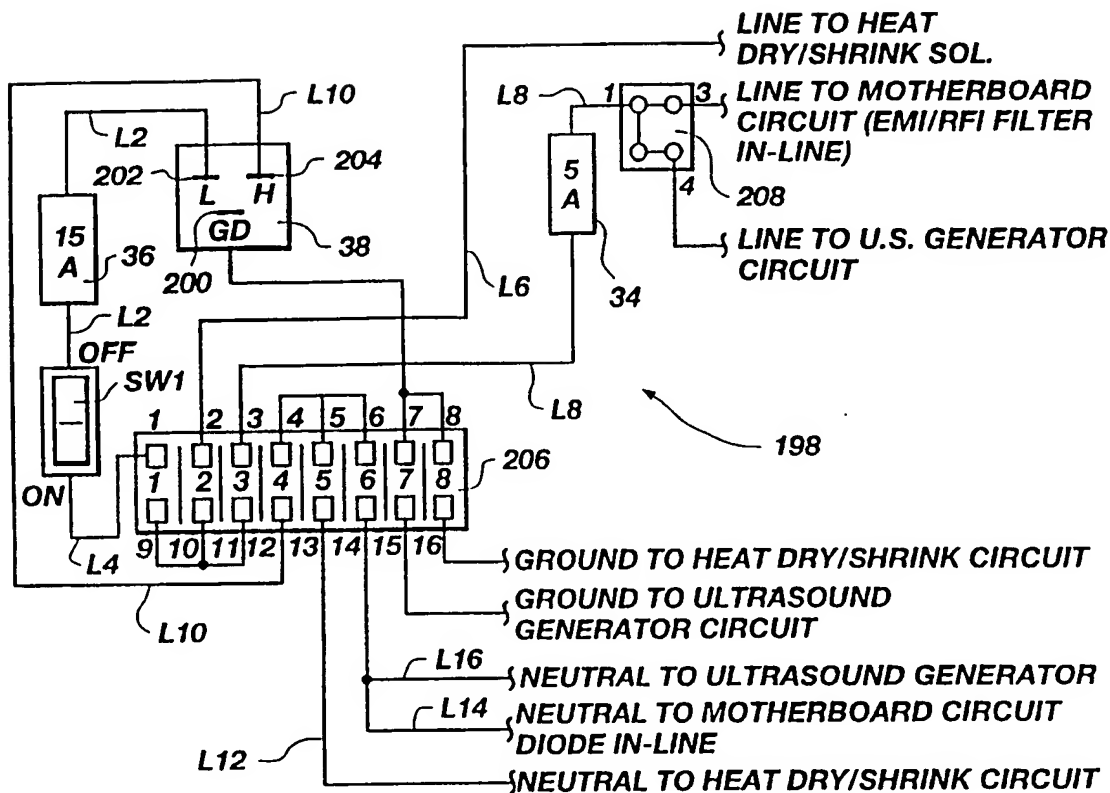 LINE TO HEAT
DRY/SHRINK SOL.
L10
L8
1
3
LINE TO MOTHERBOARD
CIRCUIT (EMI/RFI FILTER
IN-LINE)
L2
202
L
H
204
5
A
4
208
15
A
36
GD
200
38
L6
34
LINE TO U.S. GENERATOR
CIRCUIT
L2
OFF
SW1
L8
198
1 2 3 4 5 6 7 8
1 2 3 4 5 6 7 8
206
ON
9 10 11 12 13 14 15 16
L4
GROUND TO HEAT DRY/SHRINK CIRCUIT
L10
GROUND TO ULTRASOUND
GENERATOR CIRCUIT
L16
NEUTRAL TO ULTRASOUND GENERATOR
L14
NEUTRAL TO MOTHERBOARD CIRCUIT
DIODE IN-LINE
L12
NEUTRAL TO HEAT DRY/SHRINK CIRCUIT